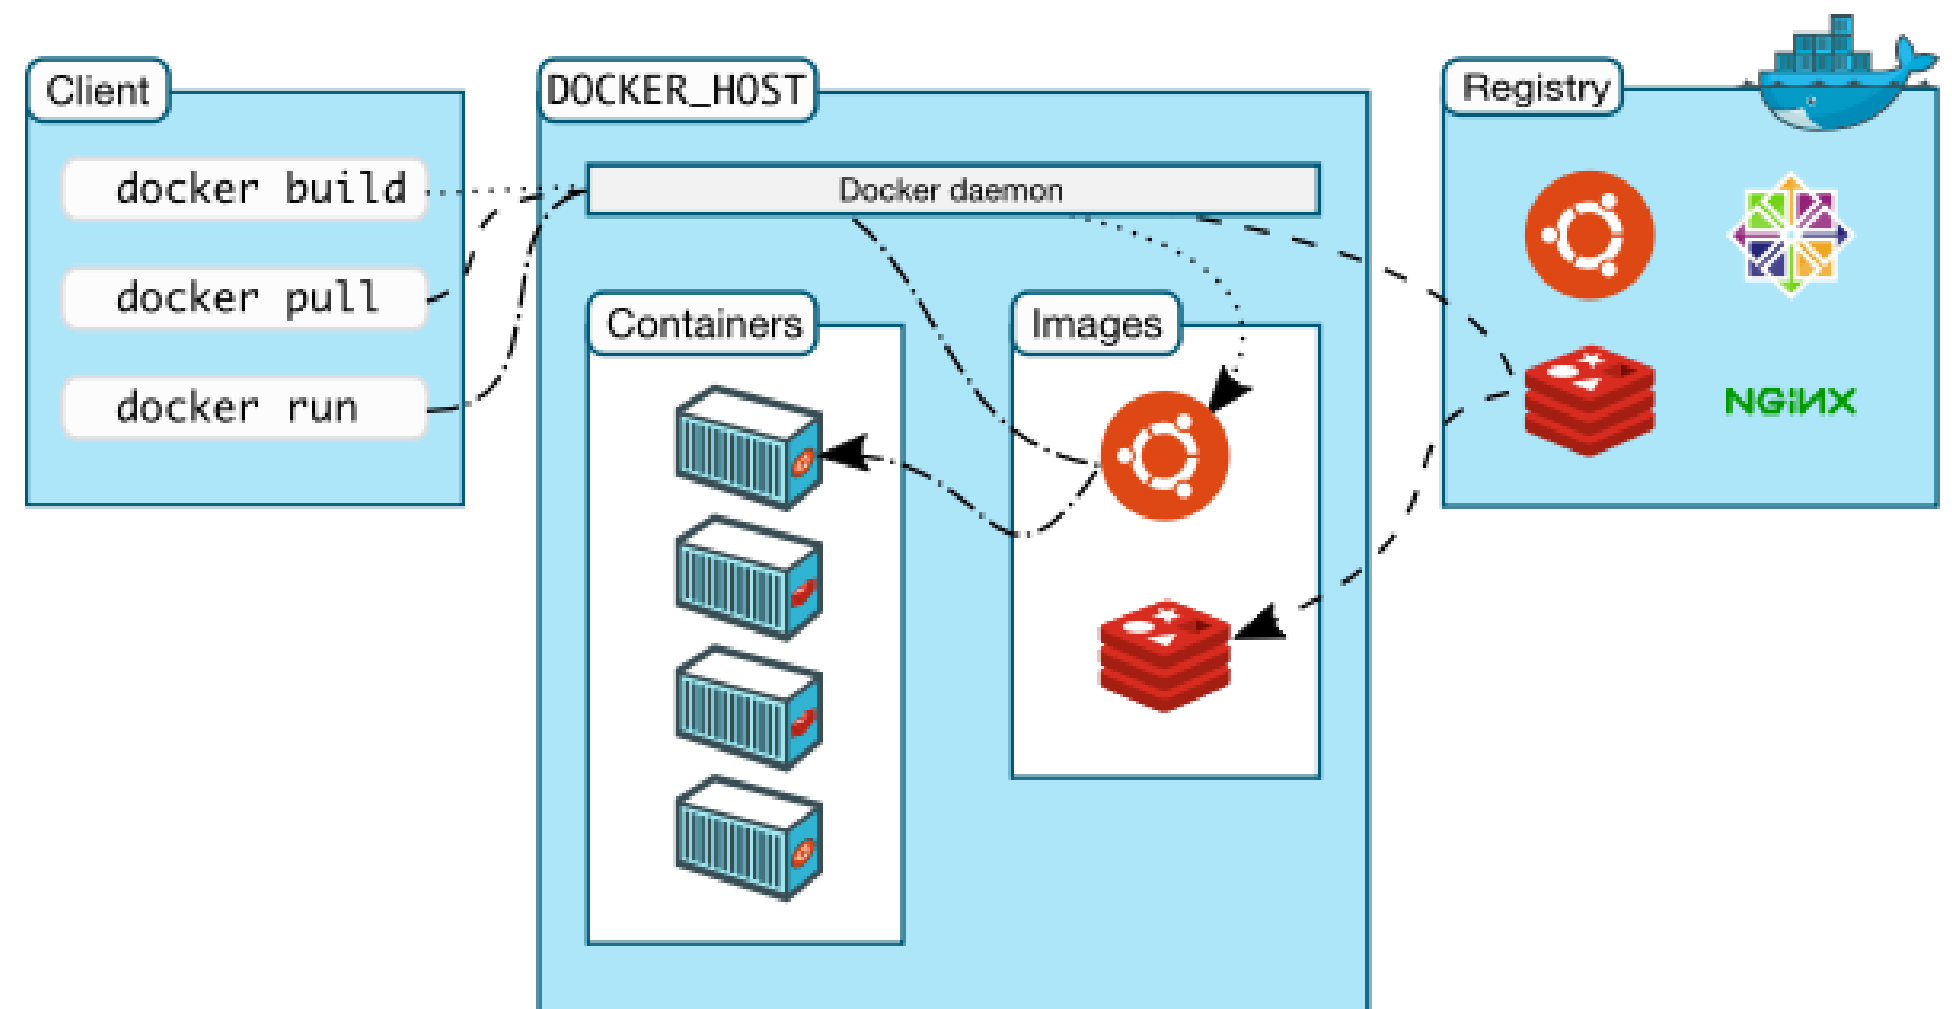 Client
docker build
docker pull
docker run
DOCKER_HOST
Docker daemon
Containers
Images
Registry
NGiNX